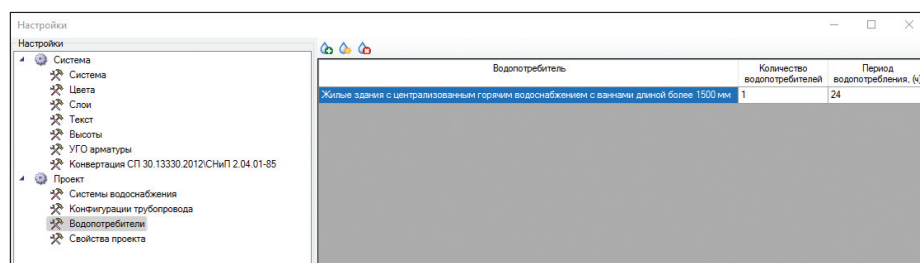 Настройки
Настройки
Система
Система
Цвета
Слои
Текст
Высоты
УГО арматуры
Конвертация СП 30.13330.2012\СНиП 2.04.01-85
Проект
Системы водоснабжения
Конфигурации трубопровода
Водопотребители
Свойства проекта
Водопотребитель
Количество
водопотребителей
Период
водопотребления, (ч)
Жилые здания с централизованным горячим водоснабжением с ваннами длиной более 1500 мм 1 24